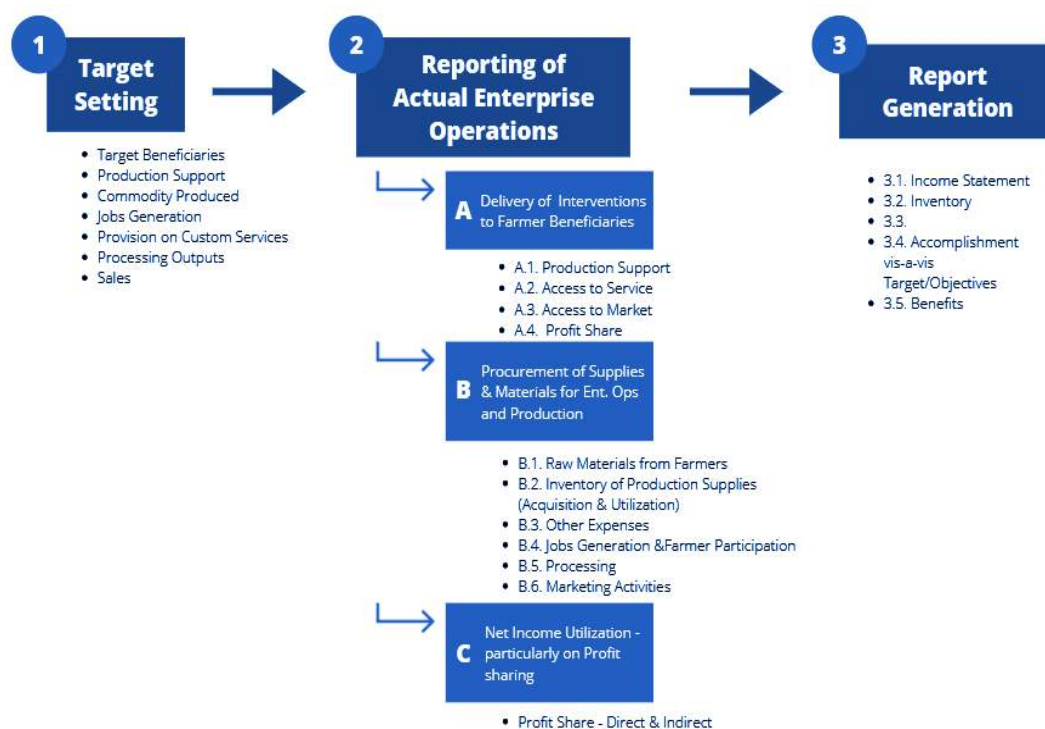 1
Target
Setting
• Target Beneficiaries
• Production Support
• Commodity Produced
• Jobs Generation
• Provision on Custom Services
• Processing Outputs
• Sales
2
Reporting of
Actual Enterprise
Operations
A
Delivery of Interventions
to Farmer Beneficiaries
• A.1. Production Support
• A.2. Access to Service
• A.3. Access to Market
• A.4. Profit Share
B
Procurement of Supplies
& Materials for Ent. Ops
and Production
• B.1. Raw Materials from Farmers
• B.2. Inventory of Production Supplies
(Acquisition & Utilization)
• B.3. Other Expenses
• B.4. Jobs Generation &Farmer Participation
• B.5. Processing
• B.6. Marketing Activities
C
Net Income Utilization -
particularly on Profit
sharing
• Profit Share - Direct & Indirect
3
Report
Generation
• 3.1. Income Statement
• 3.2. Inventory
• 3.3.
• 3.4. Accomplishment
vis-a-vis
Target/Objectives
• 3.5. Benefits